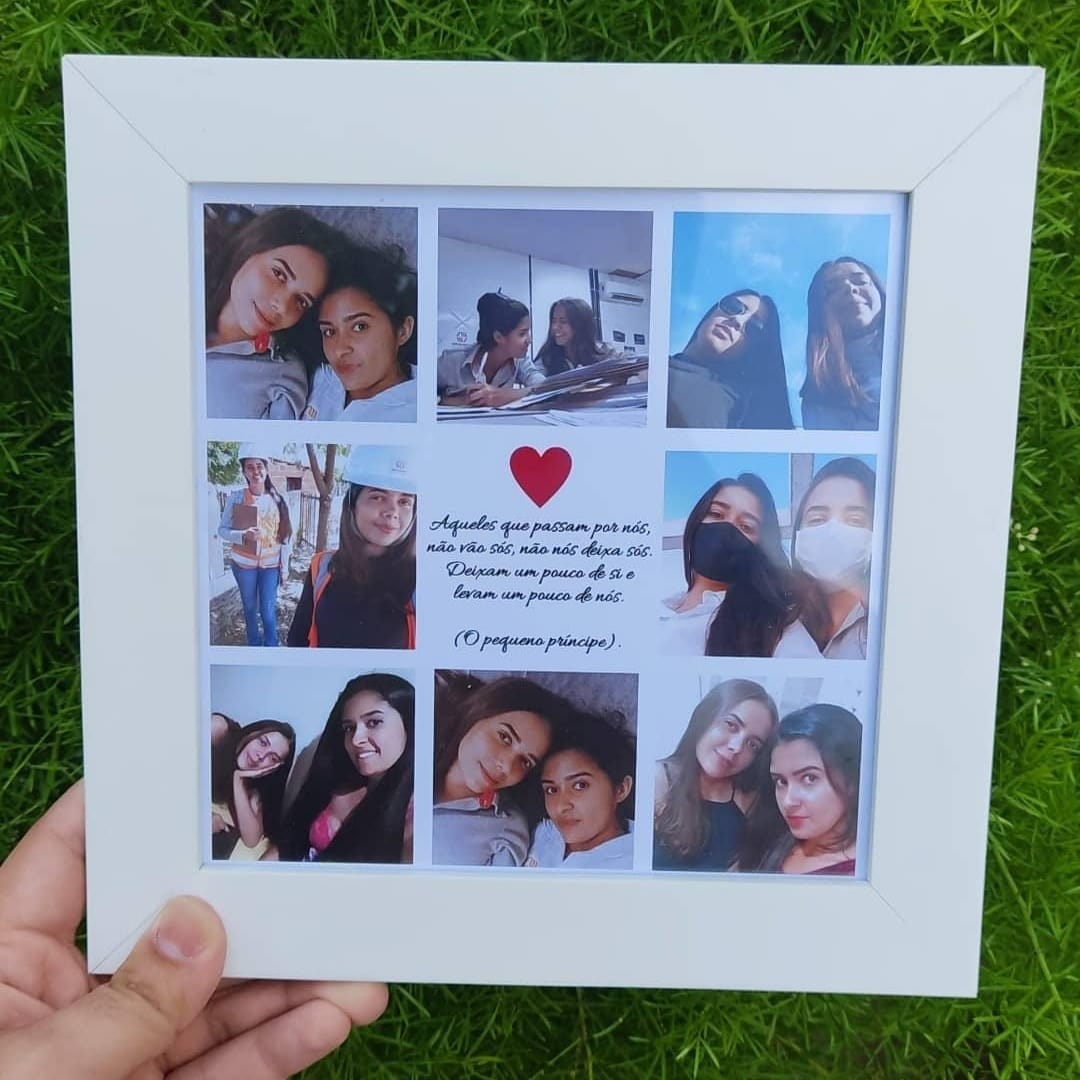 Aqueles que passam por nós,
não vão sós, não nós deixa sós.
Deixam um pouco de si e
levam um pouco de nós.
(O pequeno príncipe).